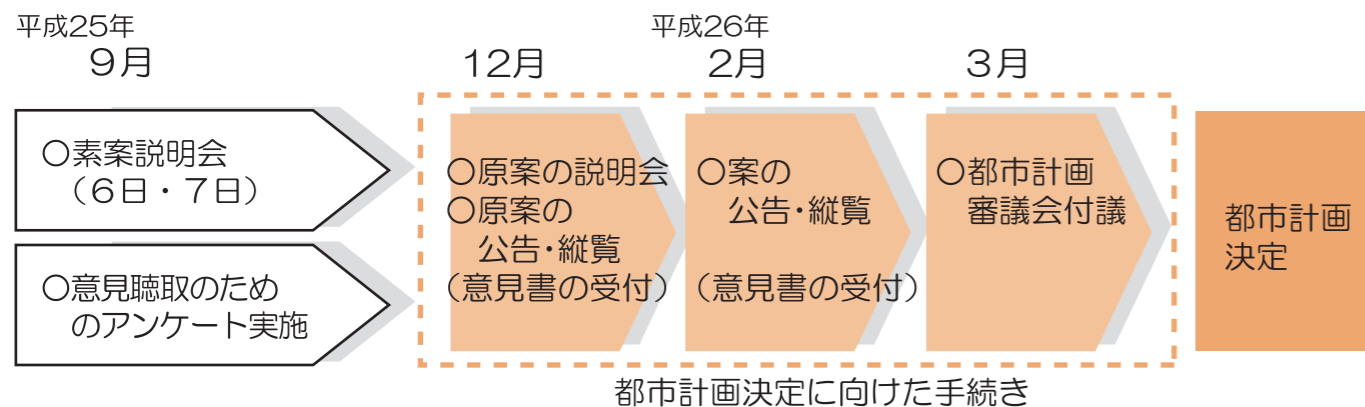 平成25年
9月
12月
平成26年
2月
3月
○素案説明会
(6日・7日)
○意見聴取のため
のアンケート実施
○原案の説明会
○原案の
公告・縦覧
(意見書の受付)
○案の
公告・縦覧
(意見書の受付)
○都市計画
審議会付議
都市計画
決定
都市計画決定に向けた手続き